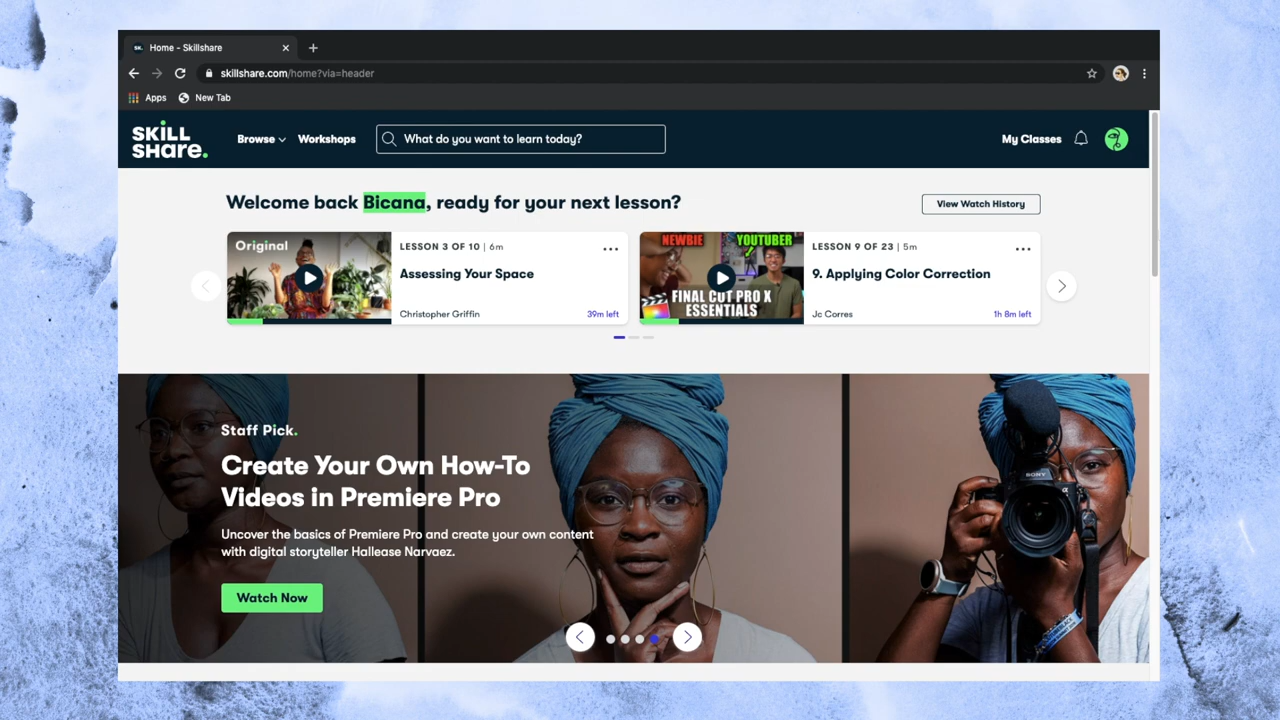 SK.
Home - Skillshare
skillshare.com/home?via=header
Apps
New Tab
SKILL
SHARE.
Browse
Workshops
What do you want to learn today?
My Classes
Welcome back Bicana, ready for your next lesson?
View Watch History
Original
LESSON 3 OF 10 | 6m
Assessing Your Space
Christopher Griffin
39m left
NEWBIE
YOUTUBER
FINAL CUT PRO X
ESSENTIALS
LESSON 9 OF 23 | 5m
9. Applying Color Correction
Jc Corres
1h 8m left
Staff Pick.
Create Your Own How-To
Videos in Premiere Pro
Uncover the basics of Premiere Pro and create your own content
with digital storyteller Hallease Narvaez.
Watch Now
SONY
α